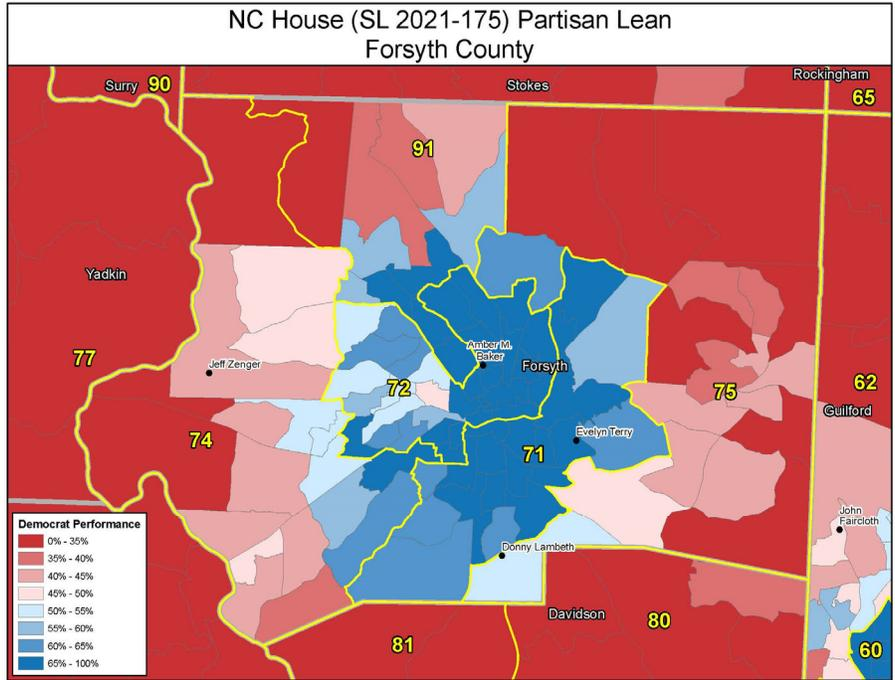 NC House (SL 2021-175) Partisan Lean
Forsyth County
Surry
90
Stokes
Rockingham
65
91
Yadkin
77
Jeff Zenger
72
Amber M.
Baker
Forsyth
75
62
Guilford
74
71
Evelyn Terry
John
Faircloth
Donny Lambeth
Davidson
80
81
60
Democrat Performance
0% - 35%
35% - 40%
40% - 45%
45% - 50%
50% - 55%
55% - 60%
60% - 65%
65% - 100%